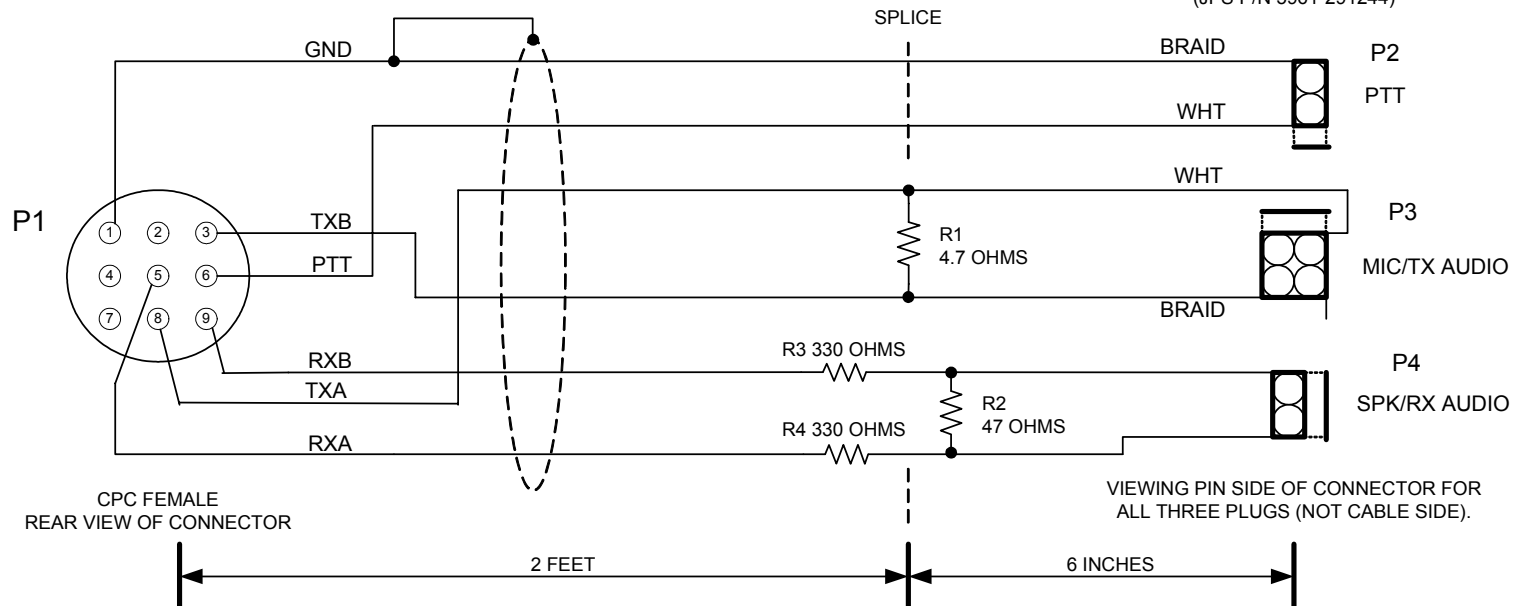 SPLICE
GND
BRAID
P2
PTT
WHT
WHT
P1
1
2
3
TXB
P3
R1
4.7 OHMS
4
5
6
PTT
MIC/TX AUDIO
BRAID
7
8
9
RXB
R3 330 OHMS
P4
TXA
R2
47 OHMS
SPK/RX AUDIO
RXA
R4 330 OHMS
CPC FEMALE
REAR VIEW OF CONNECTOR
VIEWING PIN SIDE OF CONNECTOR FOR
ALL THREE PLUGS (NOT CABLE SIDE).
2 FEET
6 INCHES